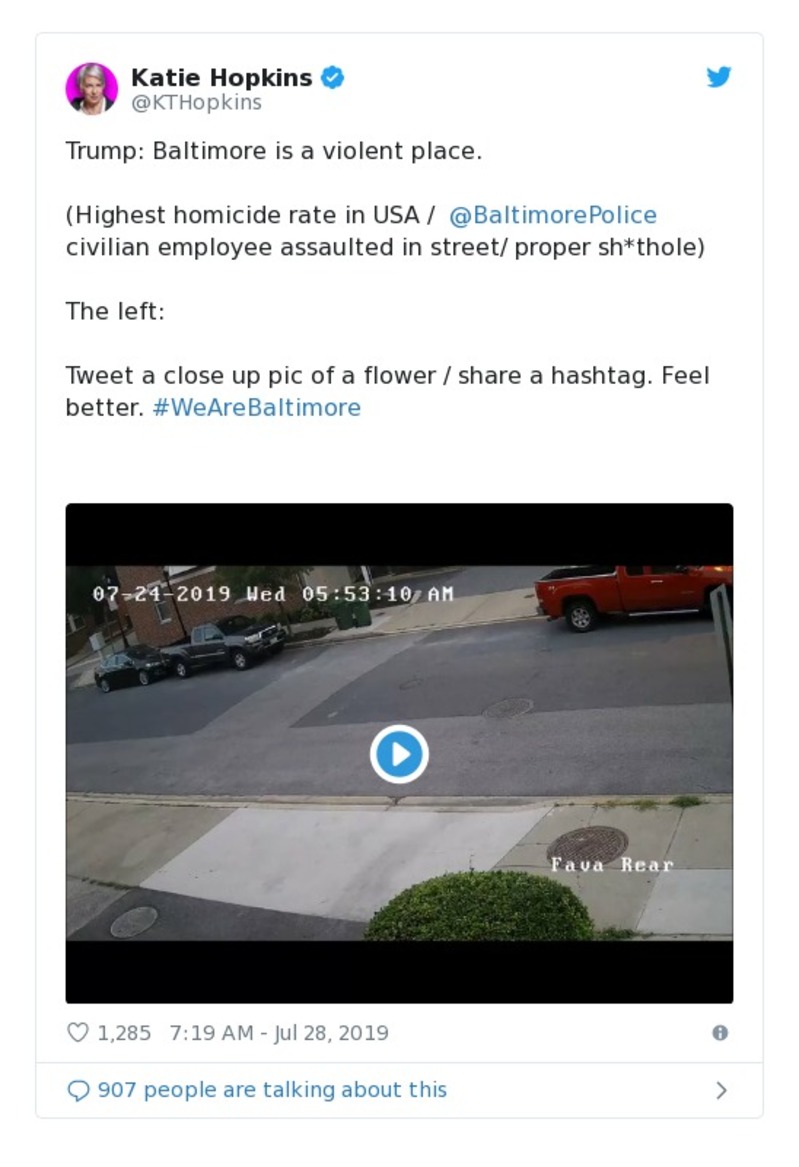 Katie Hopkins
@KTHopkins
Trump: Baltimore is a violent place.
(Highest homicide rate in USA / @BaltimorePolice
civilian employee assaulted in street/ proper sh*thole)
The left:
Tweet a close up pic of a flower / share a hashtag. Feel
better. #WeAreBaltimore
07-24-2019 Wed 05:53:10 AM
Fava Rear
1,285 7:19 AM - Jul 28, 2019
907 people are talking about this